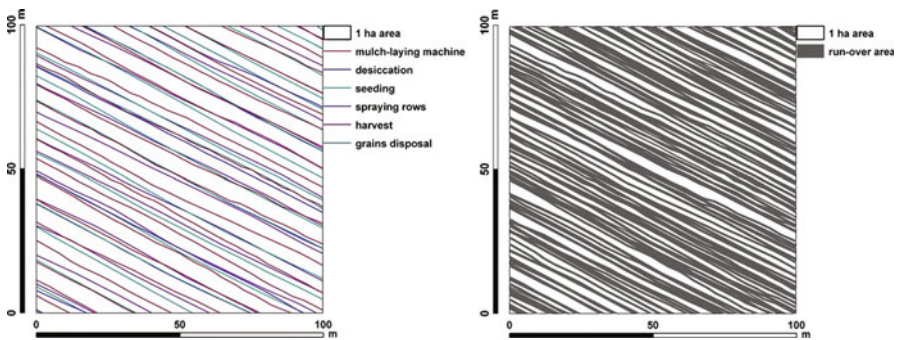 100 m
50
0
0
50
100
m
1 ha area
mulch-laying machine
desiccation
seeding
spraying rows
harvest
grains disposal
100 m
50
0
0
50
100
m
1 ha area
run-over area